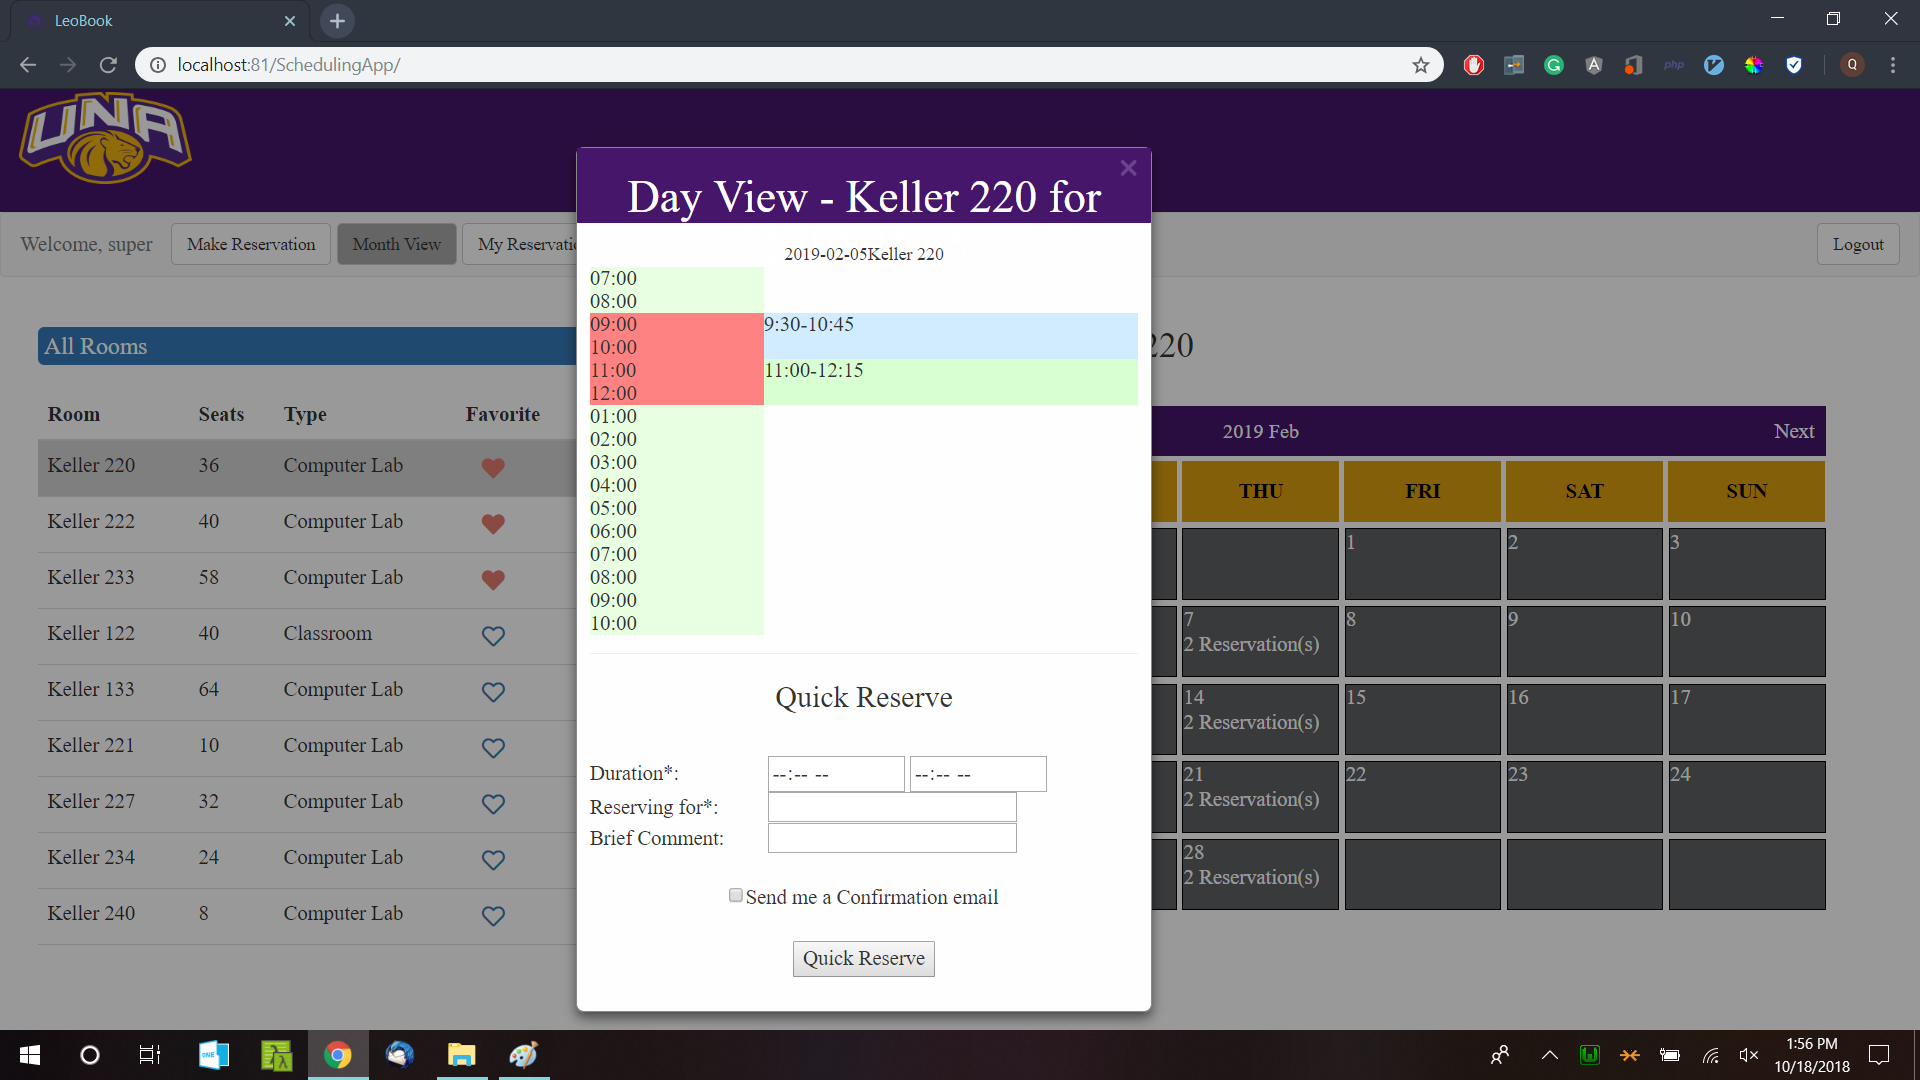 LeoBook
localhost:81/SchedulingApp/
php
Q
UNA
Welcome, super
Make Reservation
Month View
My Reservatio
Logout
All Rooms
Room Seats Type Favorite
Keller 220 36 Computer Lab
Keller 222 40 Computer Lab
Keller 233 58 Computer Lab
Keller 122 40 Classroom
Keller 133 64 Computer Lab
Keller 221 10 Computer Lab
Keller 227 32 Computer Lab
Keller 234 24 Computer Lab
Keller 240 8 Computer Lab
Day View - Keller 220 for
2019-02-05Keller 220
07:00
08:00
09:00 9:30-10:45
10:00
11:00 11:00-12:15
12:00
01:00
02:00
03:00
04:00
05:00
06:00
07:00
08:00
09:00
10:00
Quick Reserve
Duration*: --:-- -- --:-- --
Reserving for*:
Brief Comment:
Send me a Confirmation email
Quick Reserve
220
2019 Feb Next
THU FRI SAT SUN
1 2 3
7 8 9 10
2 Reservation(s)
14 15 16 17
2 Reservation(s)
21 22 23 24
2 Reservation(s)
28
2 Reservation(s)
1:56 PM
10/18/2018